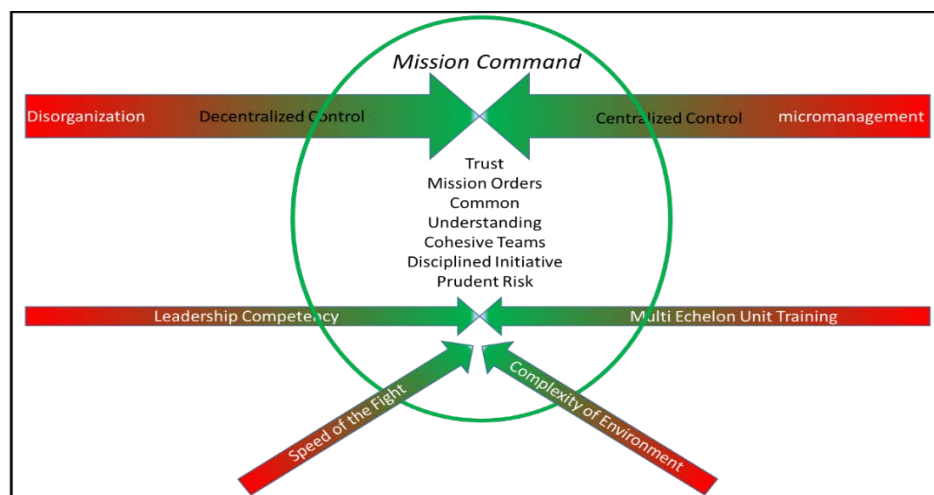 Mission Command
Disorganization
Decentralized Control
Centralized Control
micromanagement
Trust
Mission Orders
Common
Understanding
Cohesive Teams
Disciplined Initiative
Prudent Risk
Leadership Competency
Multi Echelon Unit Training
Speed of the Fight
Complexity of Environment